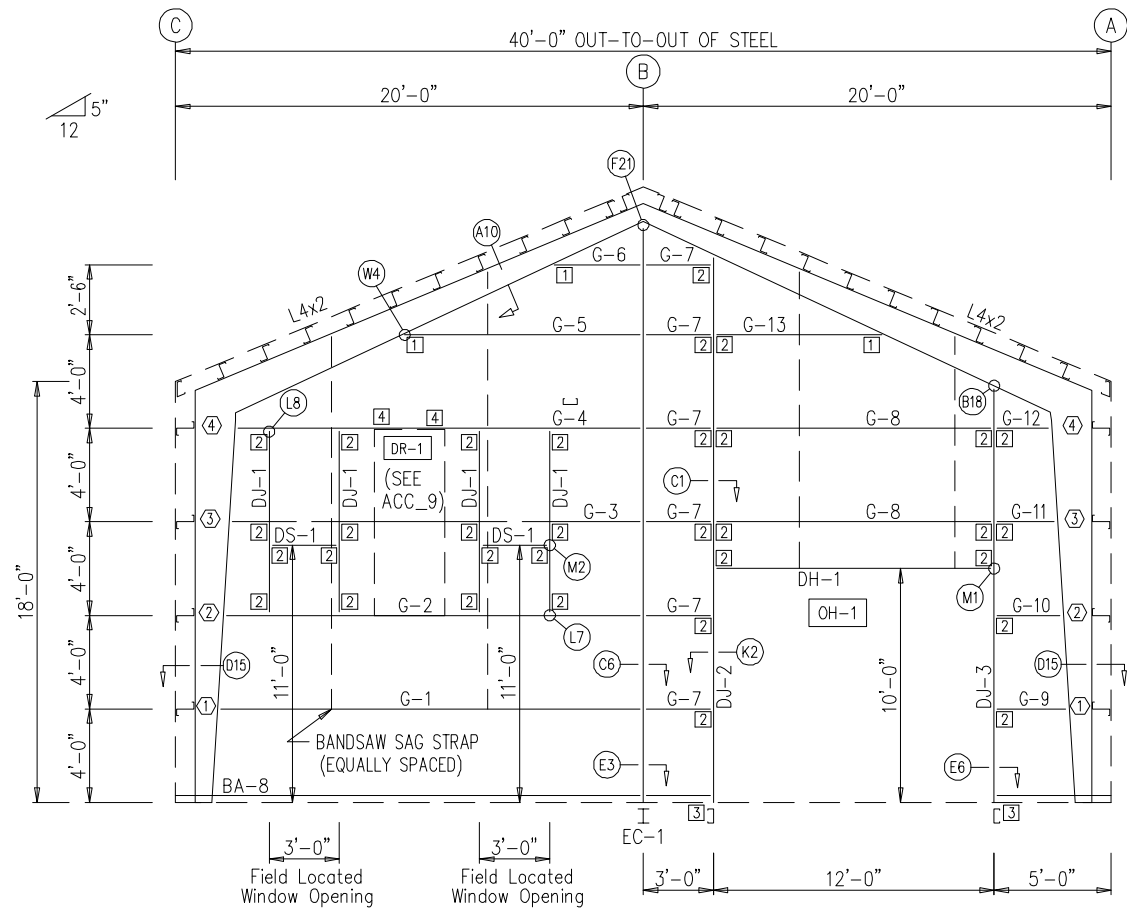 C
A
40'-0" OUT-TO-OUT OF STEEL
B
20'-0"
20'-0"
5"
12
F21
A10
W4
G-6
G-7
1
2
2'-6"
L4x2
L4x2
G-5
G-7
G-13
1
2
2
1
4'-0"
B18
L8
4
4
4
G-4
G-7
G-8
G-12
4
2
DR-1
2
2
2
2
2
2
2
DJ-1
DJ-1
DJ-1
DJ-1
(SEE
ACC_9)
C1
4'-0"
3
G-3
G-7
G-8
G-11
3
2
2
2
2
2
2
2
2
DS-1
DS-1
2
2
2
2
2
2
M2
DH-1
M1
18'-0"
4'-0"
2
2
2
2
2
G-2
G-7
OH-1
G-10
2
L7
2
2
D15
11'-0"
11'-0"
C6
K2
D15
4'-0"
DJ-2
10'-0"
DJ-3
1
G-1
G-7
G-9
1
2
2
BANDSAW SAG STRAP
(EQUALLY SPACED)
4'-0"
E3
E6
BA-8
3
3
EC-1
3'-0"
3'-0"
3'-0"
12'-0"
5'-0"
Field Located
Window Opening
Field Located
Window Opening